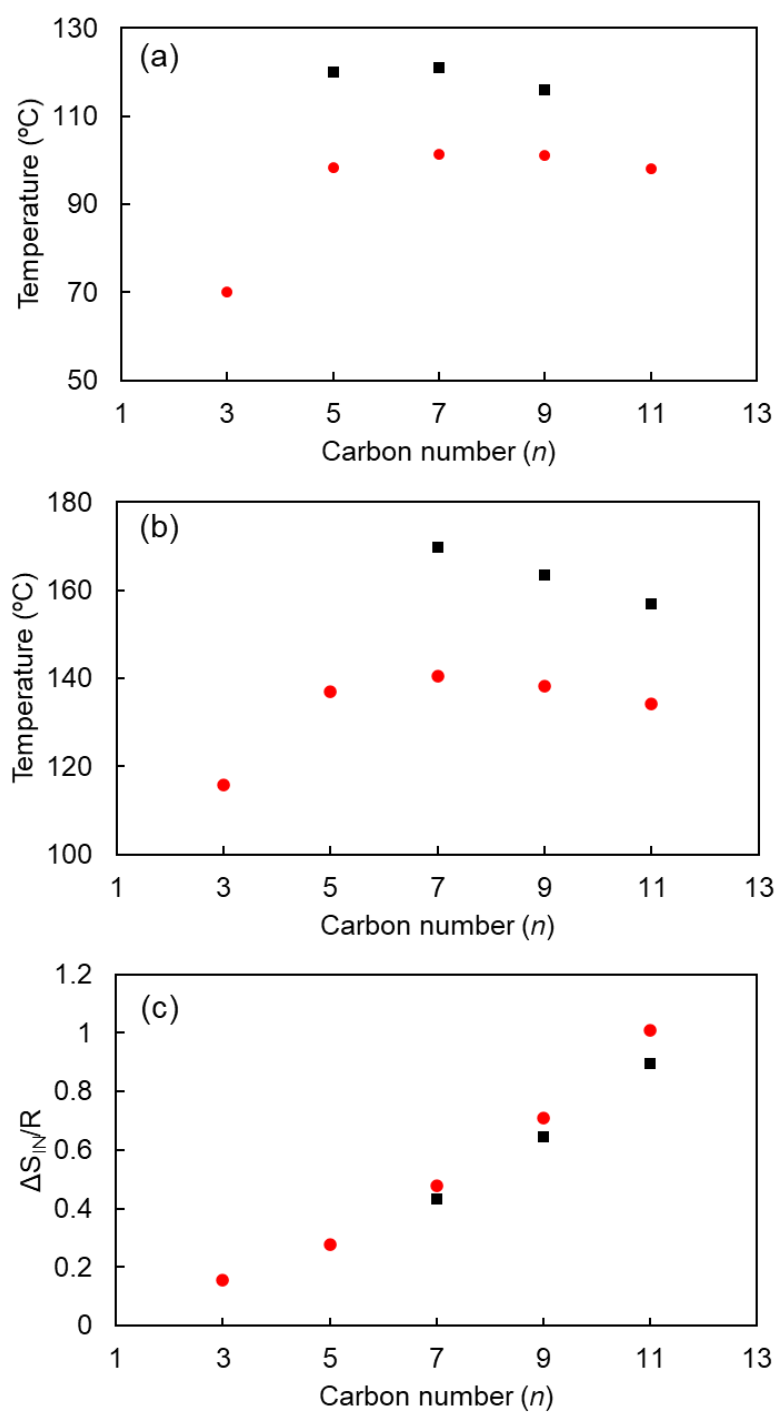 (a)
130
110
90
70
50
Temperature (ºC)
1 3 5 7 9 11 13
Carbon number (n)
(b)
180
160
140
120
100
Temperature (ºC)
1 3 5 7 9 11 13
Carbon number (n)
(c)
1.2
1
0.8
0.6
0.4
0.2
0
ΔS_IN/R
1 3 5 7 9 11 13
Carbon number (n)